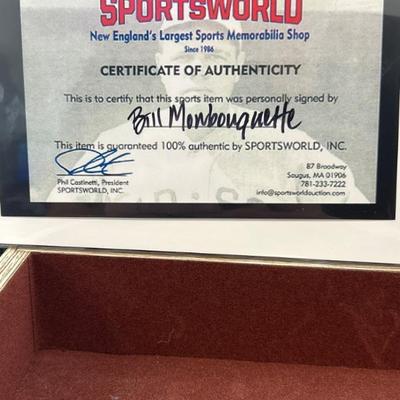 SPORTSWORLD
New England's Largest Sports Memorabilia Shop
Since 1986
CERTIFICATE OF AUTHENTICITY
This is to certify that this sports item was personally signed by
Bill Monbouquette
This item is guaranteed 100% authentic by SPORTSWORLD, INC.
Phil Castinetti, President
SPORTSWORLD, INC.
87 Broadway
Saugus, MA 01906
781-233-7222
info@sportsworldauction.com